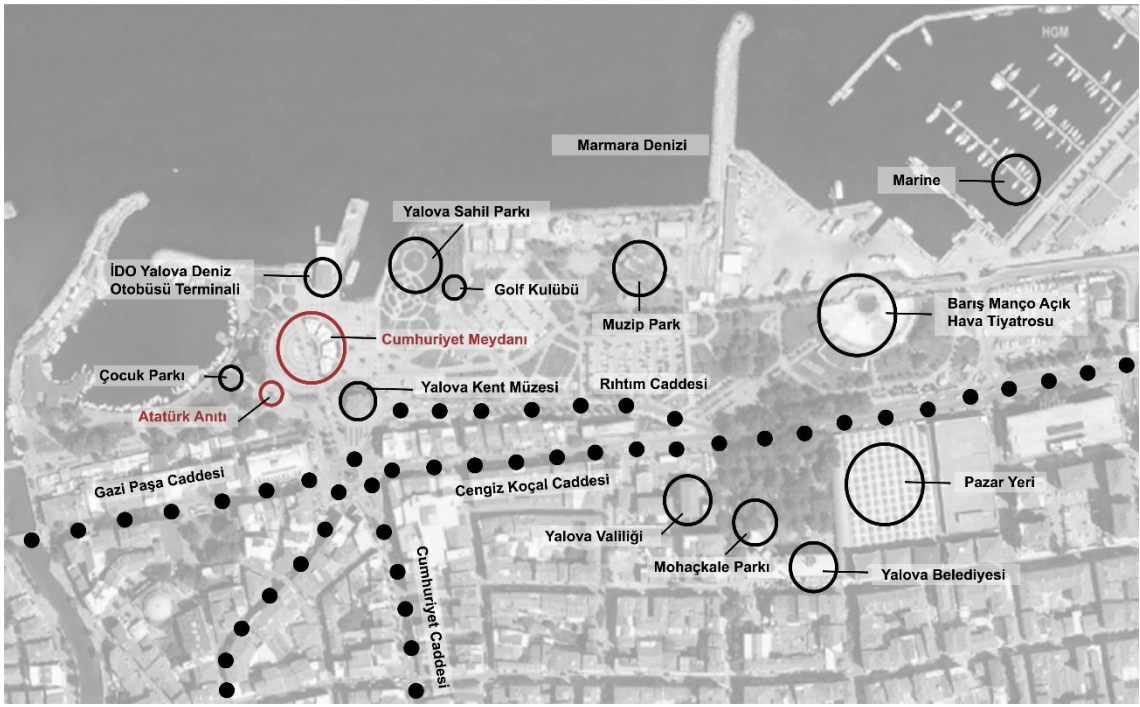 HGM
HGM
Marmara Denizi
Marine
Yalova Sahil Parkı
İDO Yalova Deniz
Otobüsü Terminali
Golf Kulübü
Barış Manço Açık
Hava Tiyatrosu
Muzip Park
Cumhuriyet Meydanı
Çocuk Parkı
Yalova Kent Müzesi
Rıhtım Caddesi
Atatürk Anıtı
Gazi Paşa Caddesi
Cengiz Koçal Caddesi
Pazar Yeri
Yalova Valiliği
Mohaçkale Parkı
Yalova Belediyesi
Cumhuriyet Caddesi